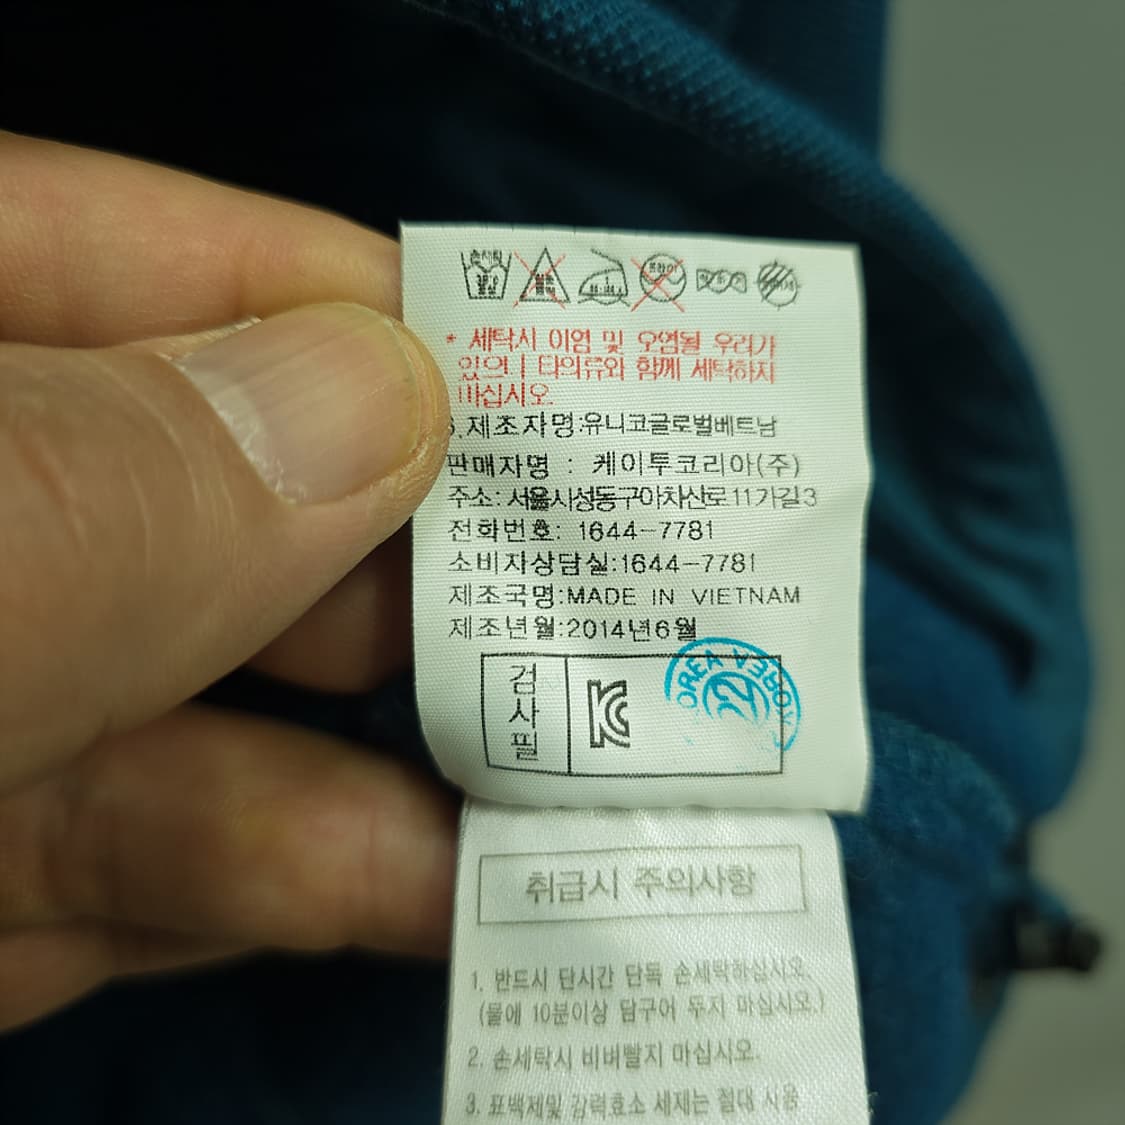 손세탁
* 세탁시 이염 및 오염될 우려가
있으니 타의류와 함께 세탁하지
마십시오.
.제조자명:유니코글로벌베트남
판매자명 : 케이투코리아(주)
주소: 서울시성동구아차산로11가길3
전화번호: 1644-7781
소비자상담실:1644-7781
제조국명:MADE IN VIETNAM
제조년월:2014년6월
검사필
KOREA
22
취급시 주의사항
1. 반드시 단시간 단독 손세탁하십시오.
(물에 10분이상 담구어 두지 마십시오.)
2. 손세탁시 비벼빨지 마십시오.
3. 표백제및 강력효소 세제는 절대 사용